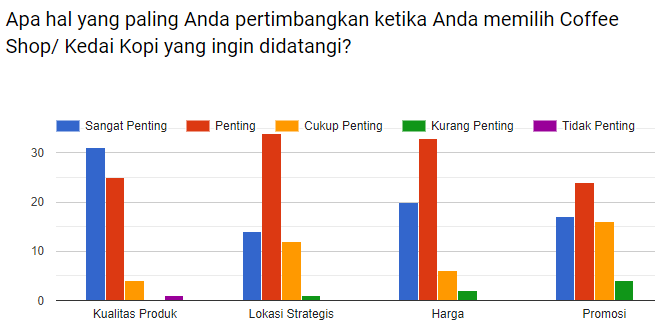 Apa hal yang paling Anda pertimbangkan ketika Anda memilih Coffee
Shop/ Kedai Kopi yang ingin didatangi?
Sangat Penting Penting Cukup Penting Kurang Penting Tidak Penting
30
20
10
0
Kualitas Produk Lokasi Strategis Harga Promosi